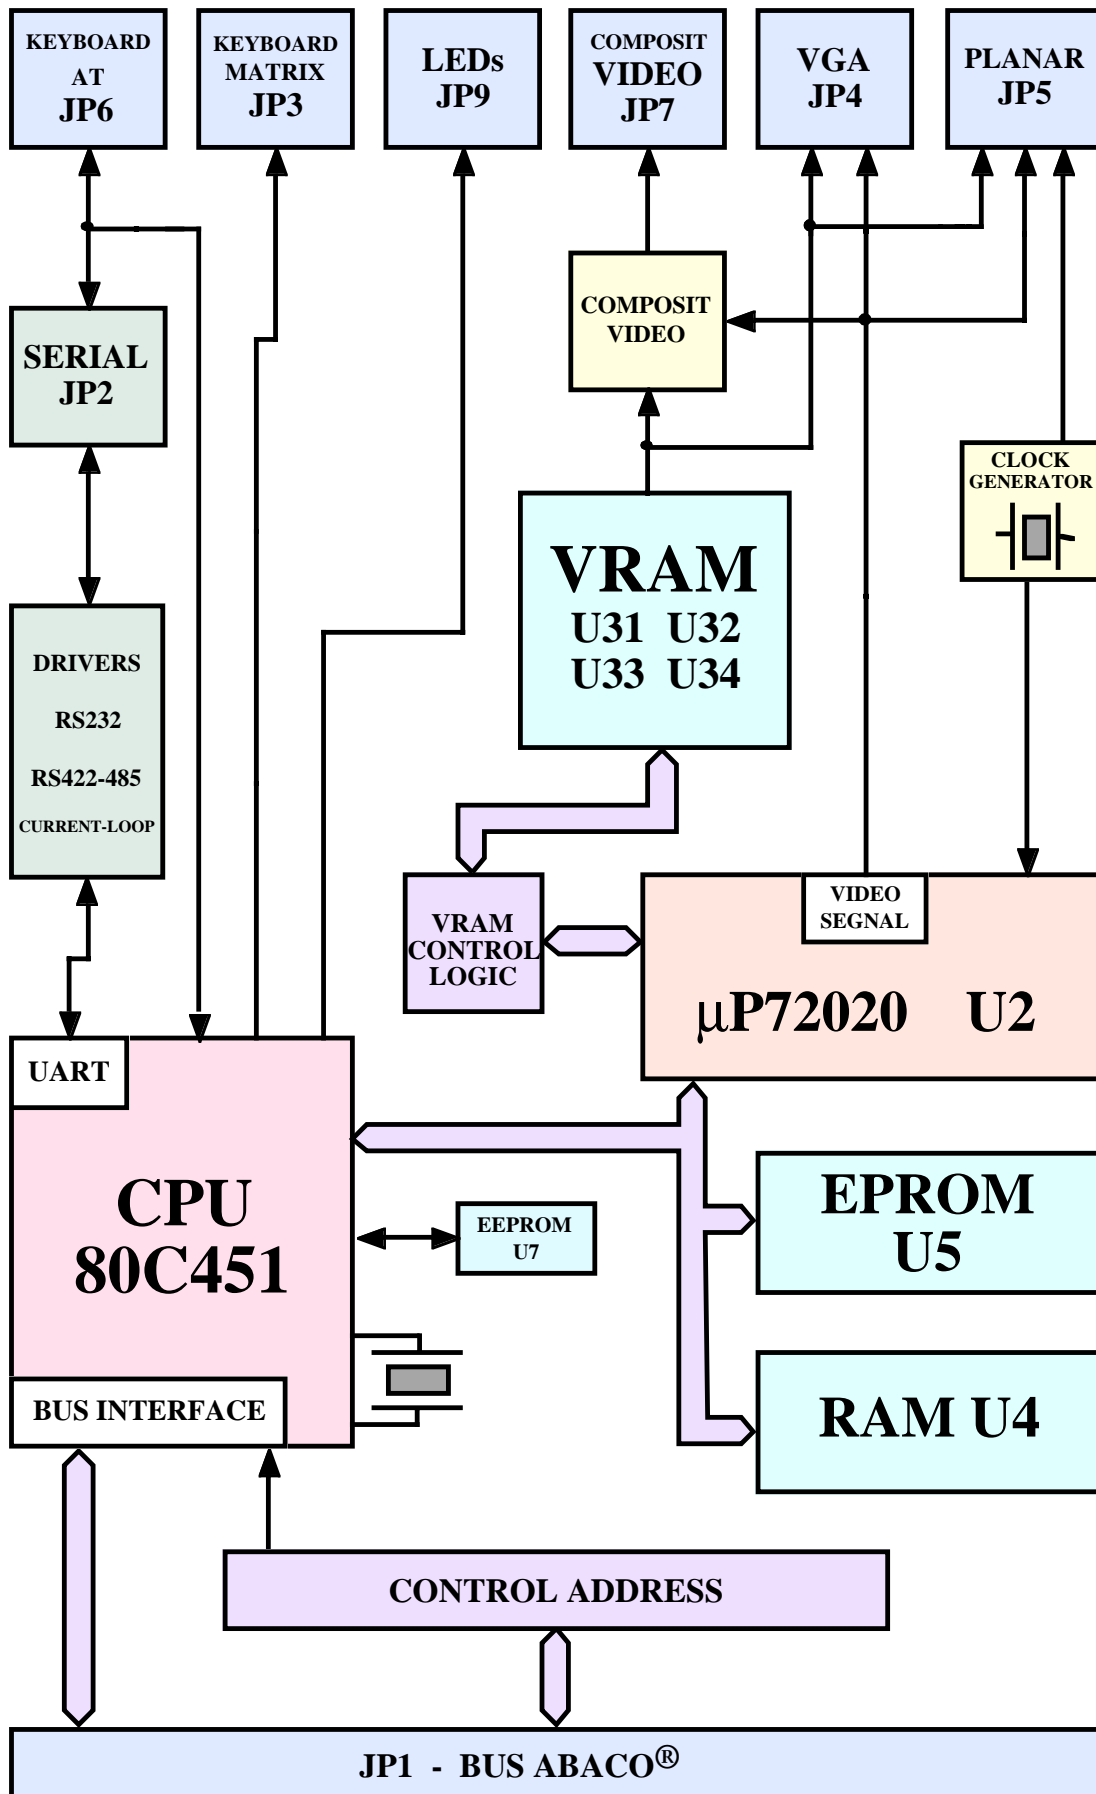 KEYBOARD
AT
JP6
KEYBOARD
MATRIX
JP3
LEDs
JP9
COMPOSIT
VIDEO
JP7
VGA
JP4
PLANAR
JP5
COMPOSIT
VIDEO
SERIAL
JP2
CLOCK
GENERATOR
VRAM
U31 U32
U33 U34
DRIVERS
RS232
RS422-485
CURRENT-LOOP
VRAM
CONTROL
LOGIC
VIDEO
SEGNAL
µP72020 U2
UART
CPU
80C451
EEPROM
U7
EPROM
U5
RAM U4
BUS INTERFACE
CONTROL ADDRESS
JP1 - BUS ABACO®